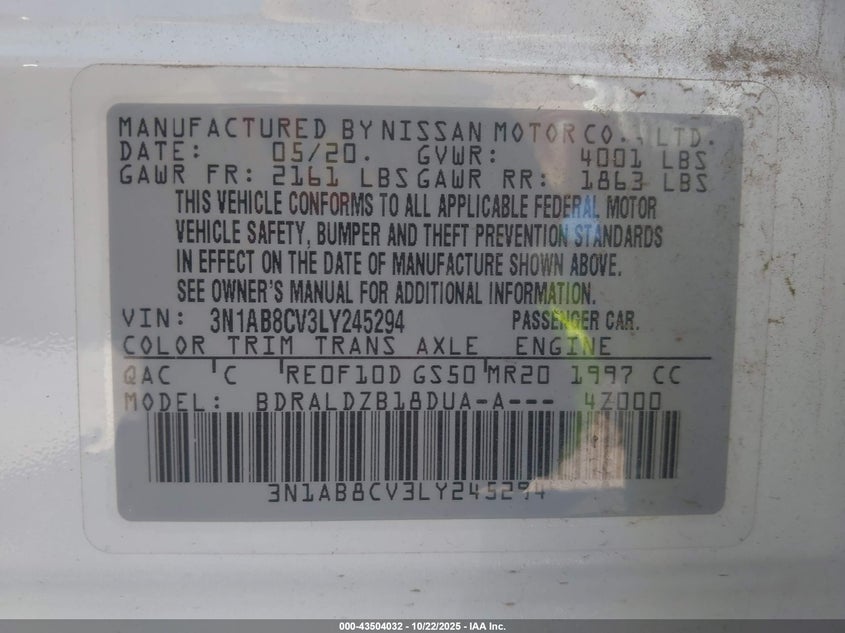 MANUFACTURED BY NISSAN MOTOR CO., LTD.
DATE: 05/20. GVWR: 4001 LBS
GAWR FR: 2161 LBS GAWR RR: 1863 LBS
THIS VEHICLE CONFORMS TO ALL APPLICABLE FEDERAL MOTOR
VEHICLE SAFETY, BUMPER AND THEFT PREVENTION STANDARDS
IN EFFECT ON THE DATE OF MANUFACTURE SHOWN ABOVE.
SEE OWNER'S MANUAL FOR ADDITIONAL INFORMATION.
VIN: 3N1AB8CV3LY245294 PASSENGER CAR.
COLOR TRIM TRANS AXLE ENGINE
QAC 'C 'RE0F10D GS50 'MR20 1997 CC
MODEL: BDRALDZB18DUA-A--- 4Z000
3N1AB8CV3LY245294
000-43504032 - 10/22/2025 - IAA Inc.